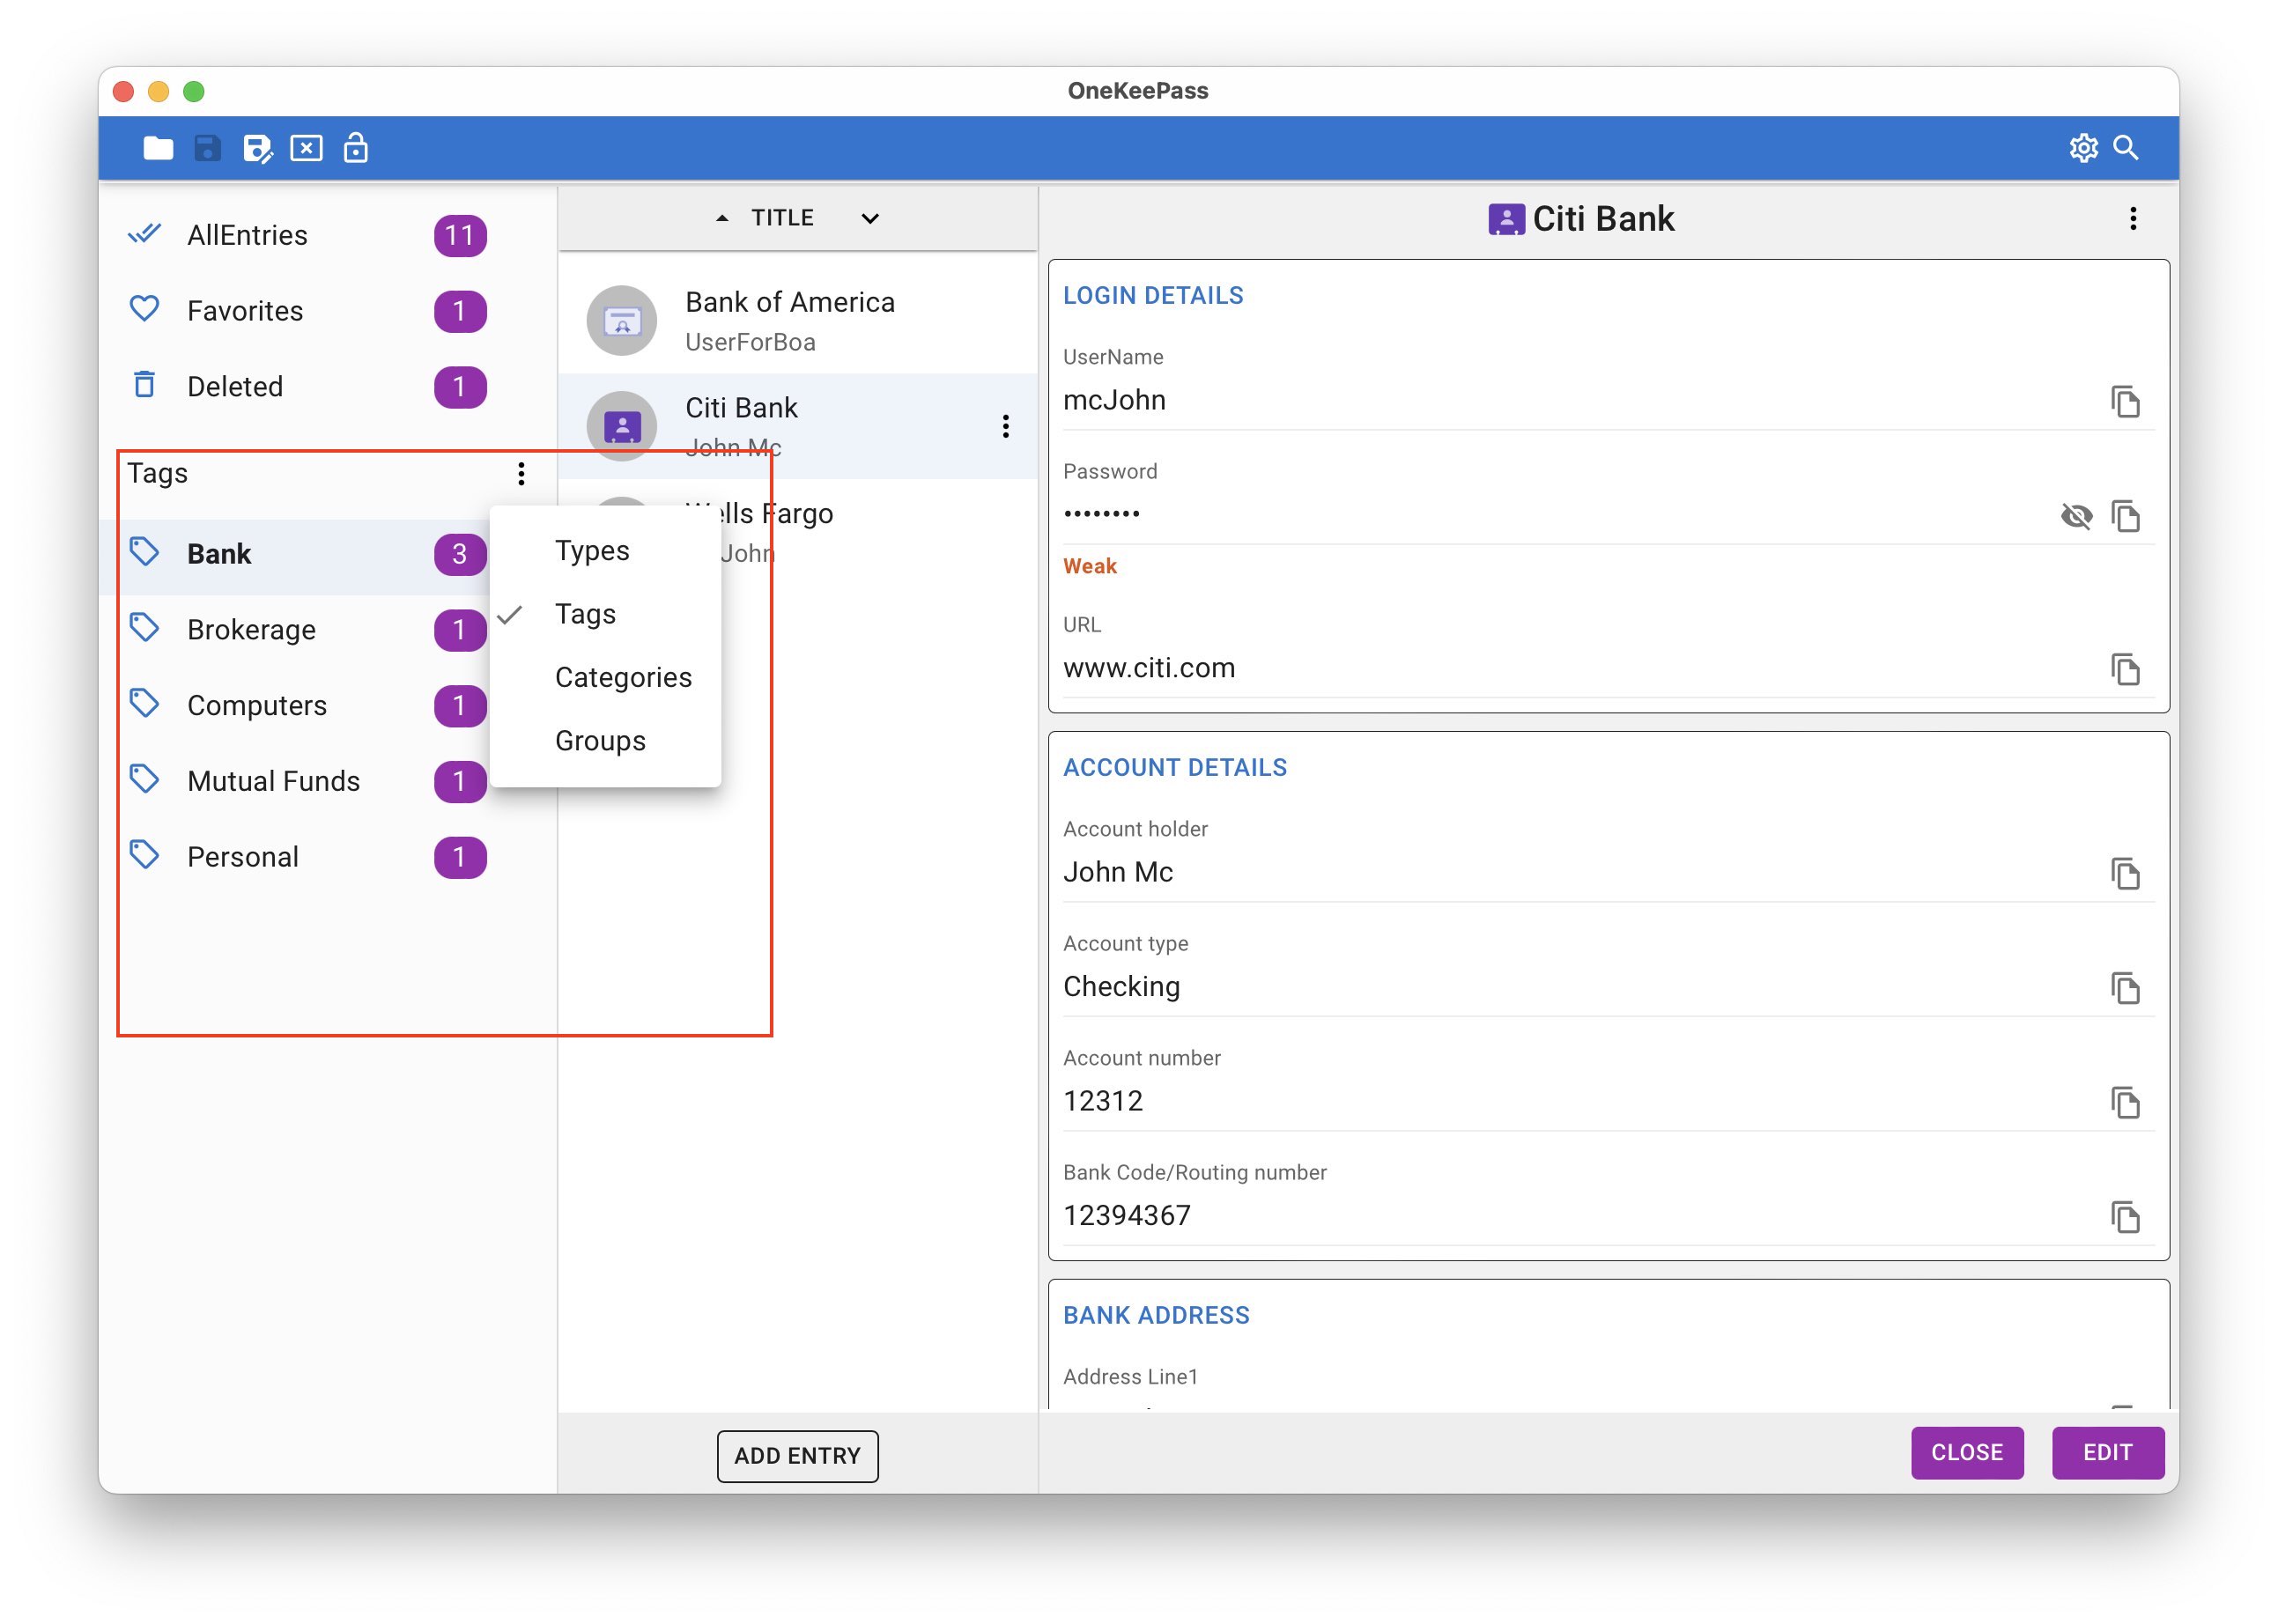 OneKeePass
AllEntries 11
Favorites 1
Deleted 1
Tags
Bank 3
Brokerage 1
Computers 1
Mutual Funds 1
Personal 1
Types
Tags
Categories
Groups
TITLE
Bank of America
UserForBoa
Citi Bank
John Mc
Wells Fargo
John
ADD ENTRY
Citi Bank
LOGIN DETAILS
UserName
mcJohn
Password
••••••••
Weak
URL
www.citi.com
ACCOUNT DETAILS
Account holder
John Mc
Account type
Checking
Account number
12312
Bank Code/Routing number
12394367
BANK ADDRESS
Address Line1
CLOSE EDIT